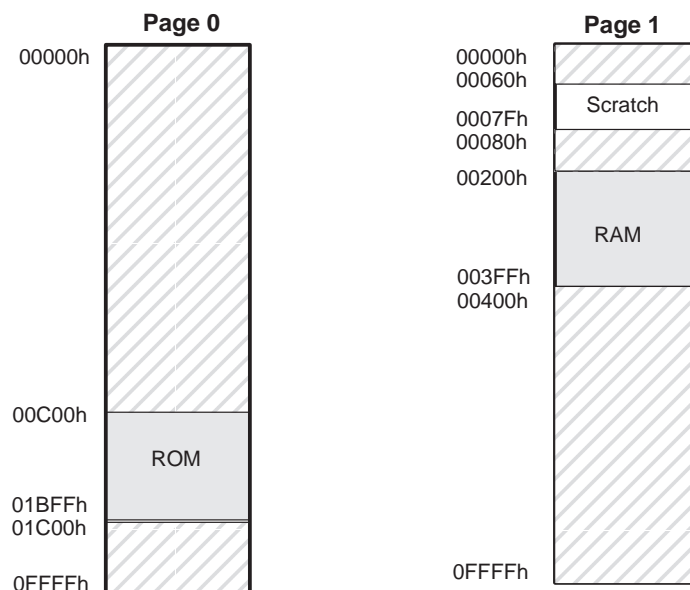 Page 0
00000h
00C00h
ROM
01BFFh
01C00h
0FFFFh
Page 1
00000h
00060h
Scratch
0007Fh
00080h
00200h
RAM
003FFh
00400h
0FFFFh